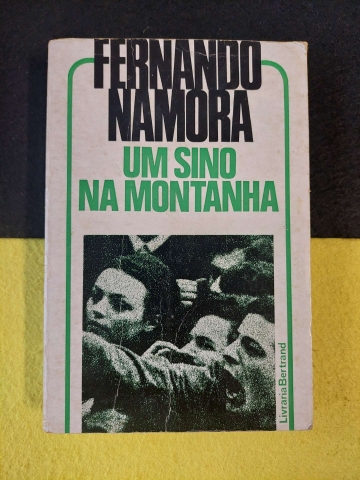 FERNANDO
NAMORA
UM SINO
NA MONTANHA
Livraria Bertrand